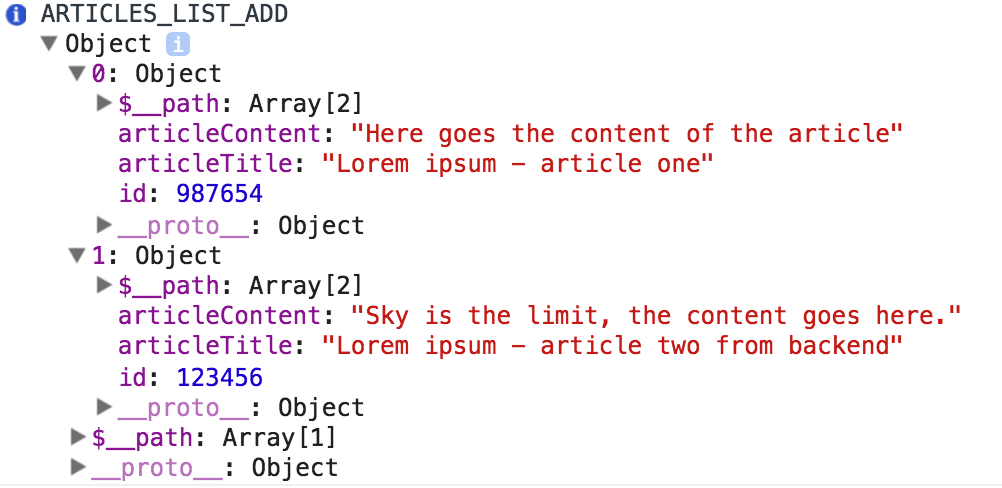 i ARTICLES_LIST_ADD
▼ Object i
▼ 0: Object
▶ $__path: Array[2]
articleContent: "Here goes the content of the article"
articleTitle: "Lorem ipsum – article one"
id: 987654
▶ __proto__: Object
▼ 1: Object
▶ $__path: Array[2]
articleContent: "Sky is the limit, the content goes here."
articleTitle: "Lorem ipsum – article two from backend"
id: 123456
▶ __proto__: Object
▶ $__path: Array[1]
▶ __proto__: Object